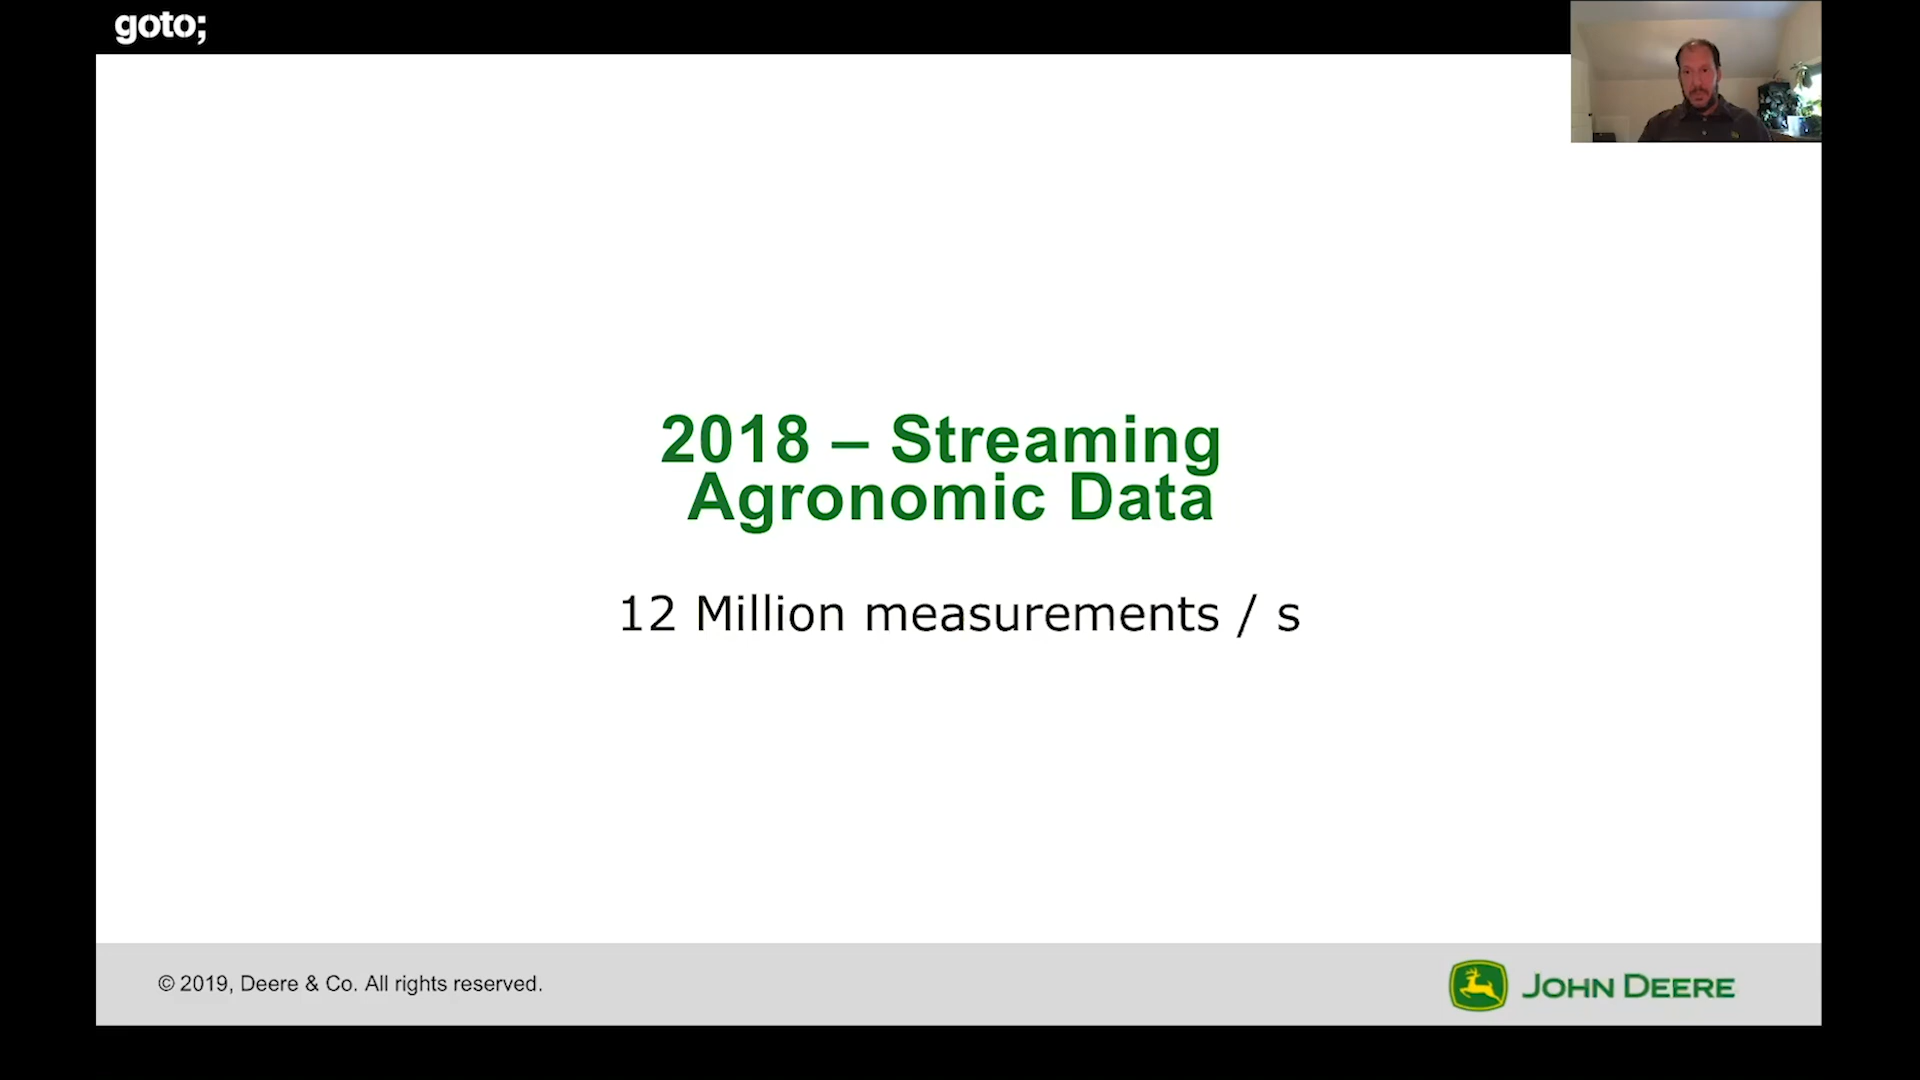 goto;
2018 – Streaming
Agronomic Data
12 Million measurements / s
© 2019, Deere & Co. All rights reserved.
JOHN DEERE